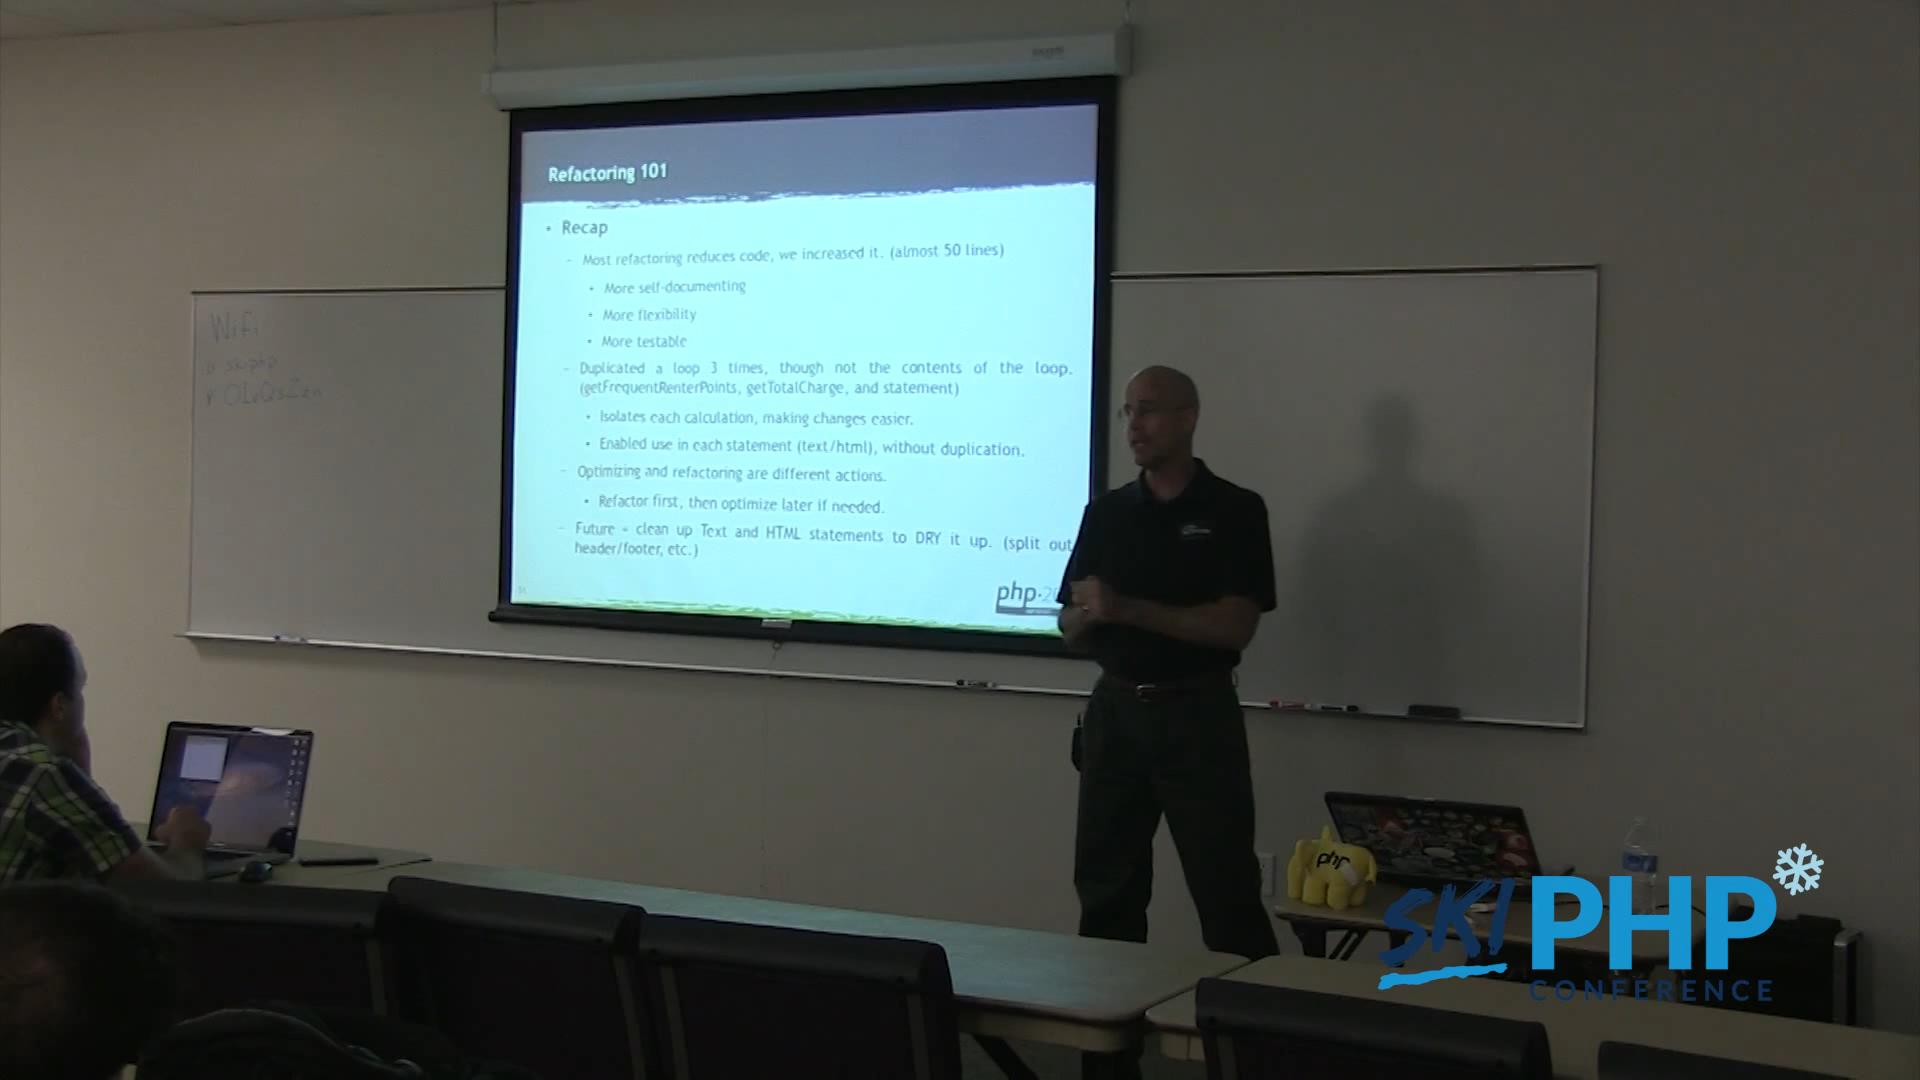 Refactoring 101
• Recap
– Most refactoring reduces code, we increased it. (almost 50 lines)
• More self-documenting
• More flexibility
• More testable
– Duplicated a loop 3 times, though not the contents of the loop.
(getFrequentRenterPoints, getTotalCharge, and statement)
• Isolates each calculation, making changes easier.
• Enabled use in each statement (text/html), without duplication.
– Optimizing and refactoring are different actions.
• Refactor first, then optimize later if needed.
– Future - clean up Text and HTML statements to DRY it up. (split out
header/footer, etc.)
php
Wifi
skiphp
php
SKI PHP
CONFERENCE